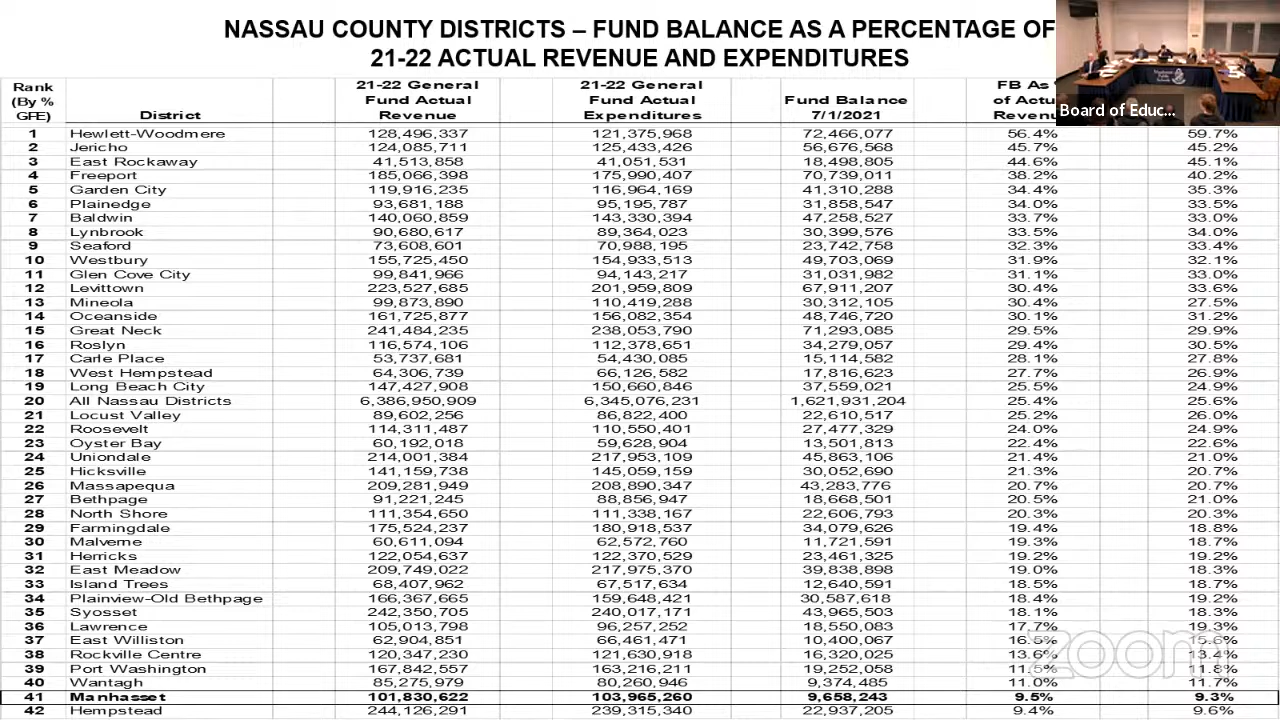 NASSAU COUNTY DISTRICTS – FUND BALANCE AS A PERCENTAGE OF
21-22 ACTUAL REVENUE AND EXPENDITURES
Board of Educ...
Rank (By % GFE) District 21-22 General Fund Actual Revenue 21-22 General Fund Actual Expenditures Fund Balance 7/1/2021 FB As of Actu Revenu
1 Hewlett-Woodmere 128,496,337 121,375,968 72,466,077 56.4% 59.7%
2 Jericho 124,085,711 125,433,426 56,676,568 45.7% 45.2%
3 East Rockaway 41,513,858 41,051,531 18,498,805 44.6% 45.1%
4 Freeport 185,066,398 175,990,407 70,739,011 38.2% 40.2%
5 Garden City 119,916,235 116,964,169 41,310,288 34.4% 35.3%
6 Plainedge 93,681,188 95,195,787 31,858,547 34.0% 33.5%
7 Baldwin 140,060,859 143,330,394 47,258,527 33.7% 33.0%
8 Lynbrook 90,680,617 89,364,023 30,399,576 33.5% 34.0%
9 Seaford 73,608,601 70,988,195 23,742,758 32.3% 33.4%
10 Westbury 155,725,450 154,933,513 49,703,069 31.9% 32.1%
11 Glen Cove City 99,841,966 94,143,217 31,031,982 31.1% 33.0%
12 Levittown 223,527,685 201,959,809 67,911,207 30.4% 33.6%
13 Mineola 99,873,890 110,419,288 30,312,105 30.4% 27.5%
14 Oceanside 161,725,877 156,082,354 48,746,720 30.1% 31.2%
15 Great Neck 241,484,235 238,053,790 71,293,085 29.5% 29.9%
16 Roslyn 116,574,106 112,378,651 34,279,057 29.4% 30.5%
17 Carle Place 53,737,681 54,430,085 15,114,582 28.1% 27.8%
18 West Hempstead 64,306,739 66,126,582 17,816,623 27.7% 26.9%
19 Long Beach City 147,427,908 150,660,846 37,559,021 25.5% 24.9%
20 All Nassau Districts 6,386,950,909 6,345,076,231 1,621,931,204 25.4% 25.6%
21 Locust Valley 89,602,256 86,822,400 22,610,517 25.2% 26.0%
22 Roosevelt 114,311,487 110,550,401 27,477,329 24.0% 24.9%
23 Oyster Bay 60,192,018 59,628,904 13,501,813 22.4% 22.6%
24 Uniondale 214,001,384 217,953,109 45,863,106 21.4% 21.0%
25 Hicksville 141,159,738 145,059,159 30,052,690 21.3% 20.7%
26 Massapequa 209,281,949 208,890,347 43,283,776 20.7% 20.7%
27 Bethpage 91,221,245 88,856,947 18,668,501 20.5% 21.0%
28 North Shore 111,354,650 111,338,167 22,606,793 20.3% 20.3%
29 Farmingdale 175,524,237 180,918,537 34,079,626 19.4% 18.8%
30 Malverne 60,611,094 62,572,760 11,721,591 19.3% 18.7%
31 Herricks 122,054,637 122,370,529 23,461,325 19.2% 19.2%
32 East Meadow 209,749,022 217,975,370 39,838,898 19.0% 18.3%
33 Island Trees 68,407,962 67,517,634 12,640,591 18.5% 18.7%
34 Plainview-Old Bethpage 166,367,665 159,648,421 30,587,618 18.4% 19.2%
35 Syosset 242,350,705 240,017,171 43,965,503 18.1% 18.3%
36 Lawrence 105,013,798 96,257,252 18,550,083 17.7% 19.3%
37 East Williston 62,904,851 66,461,471 10,400,067 16.5% 15.6%
38 Rockville Centre 120,347,230 121,630,918 16,320,025 13.6% 13.4%
39 Port Washington 167,842,557 163,216,211 19,252,058 11.5% 11.8%
40 Wantagh 85,275,979 80,260,946 9,374,485 11.0% 11.7%
41 Manhasset 101,830,622 103,965,260 9,658,243 9.5% 9.3%
42 Hempstead 244,126,291 239,315,340 22,937,205 9.4% 9.6%
zoom